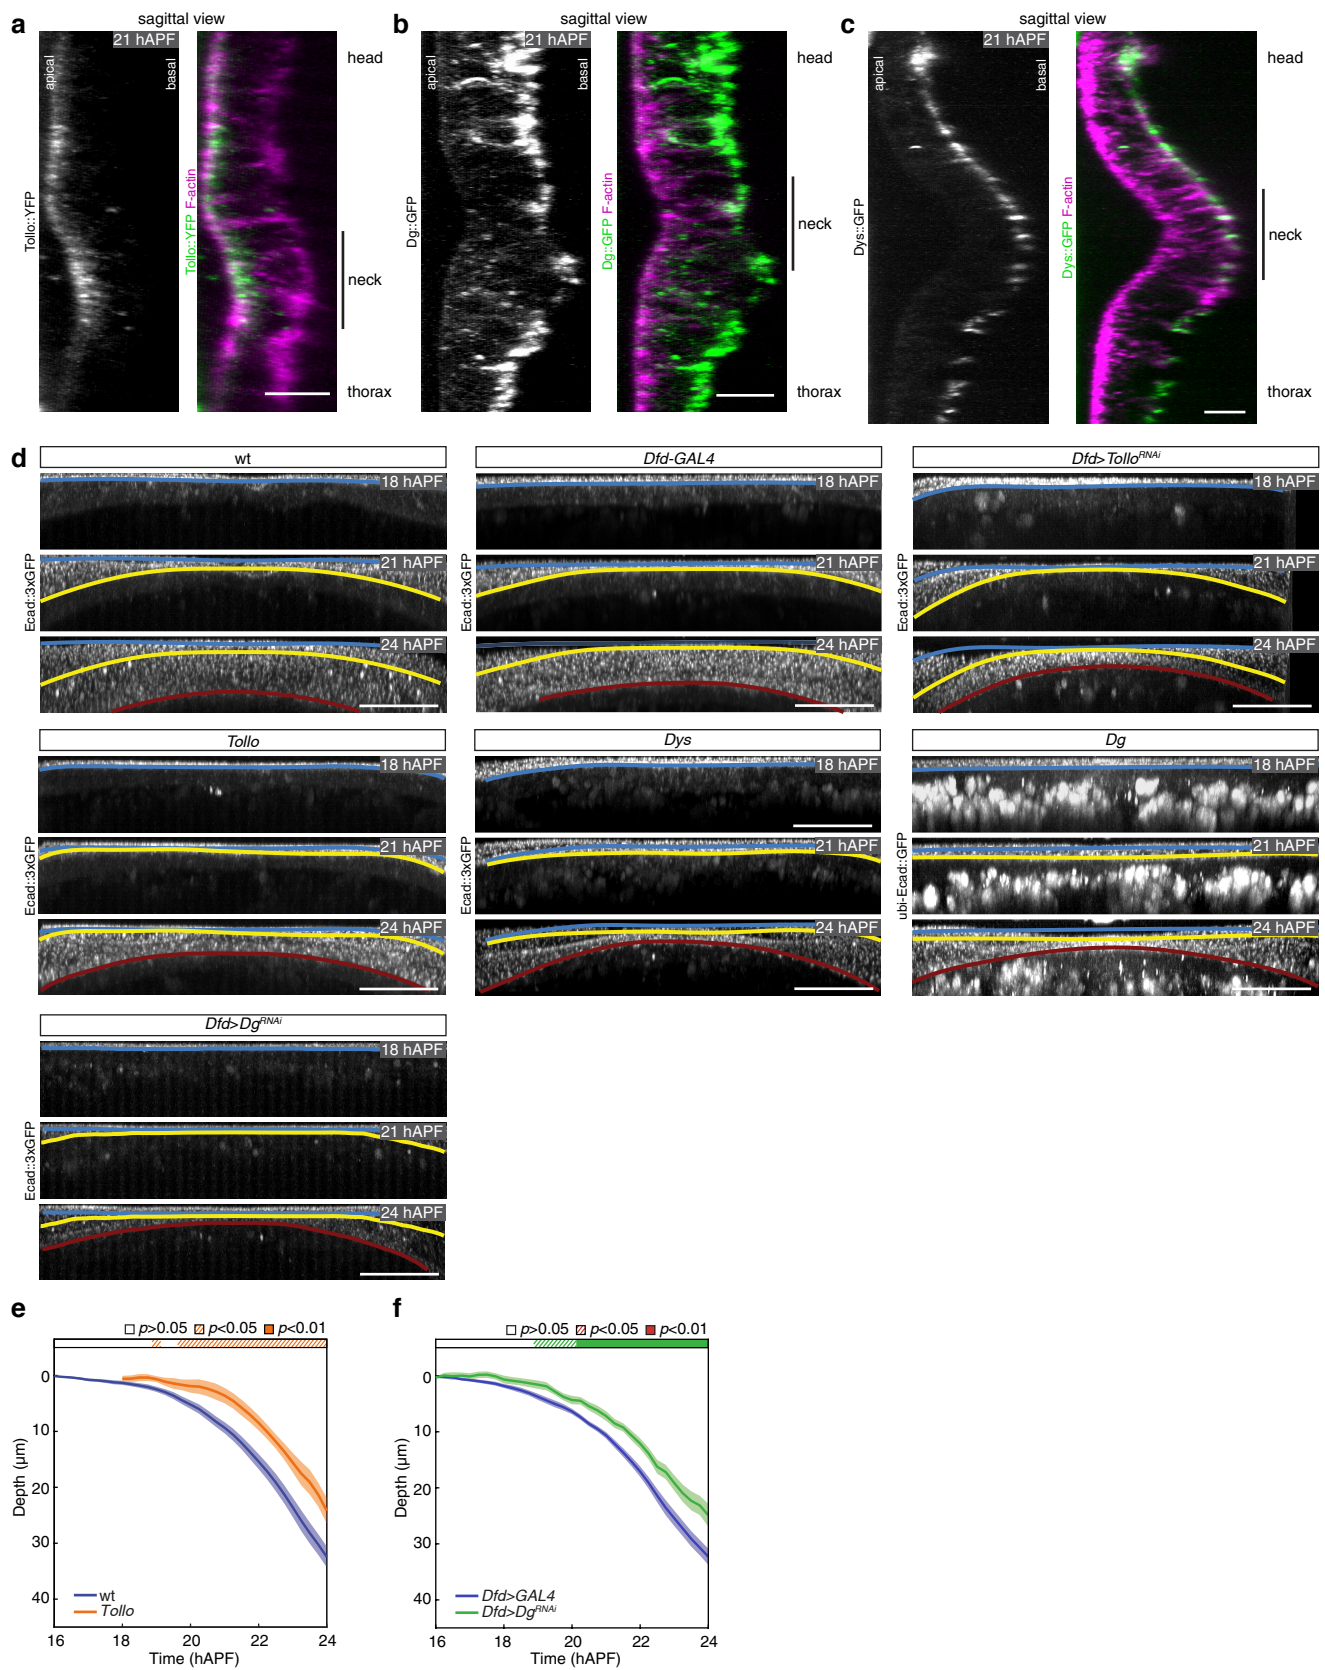 a
sagittal view
21 hAPF
apical
basal
Tollo::YFP
Tollo::YFP F-actin
head
neck
thorax
b
sagittal view
21 hAPF
apical
basal
Dg::GFP
Dg::GFP F-actin
head
neck
thorax
c
sagittal view
21 hAPF
apical
basal
Dys::GFP
Dys::GFP F-actin
head
neck
thorax
d
wt
18 hAPF
21 hAPF
24 hAPF
Ecad::3xGFP
Dfd-GAL4
18 hAPF
21 hAPF
24 hAPF
Ecad::3xGFP
Dfd>Tollo^RNAi
18 hAPF
21 hAPF
24 hAPF
Ecad::3xGFP
Tollo
18 hAPF
21 hAPF
24 hAPF
Ecad::3xGFP
Dys
18 hAPF
21 hAPF
24 hAPF
Ecad::3xGFP
Dg
18 hAPF
21 hAPF
24 hAPF
ubi-Ecad::GFP
Dfd>Dg^RNAi
18 hAPF
21 hAPF
24 hAPF
Ecad::3xGFP
e
p>0.05 p<0.05 p<0.01
0
10
20
30
40
Depth (µm)
wt
Tollo
16 18 20 22 24
Time (hAPF)
f
p>0.05 p<0.05 p<0.01
0
10
20
30
40
Depth (µm)
Dfd>GAL4
Dfd>Dg^RNAi
16 18 20 22 24
Time (hAPF)